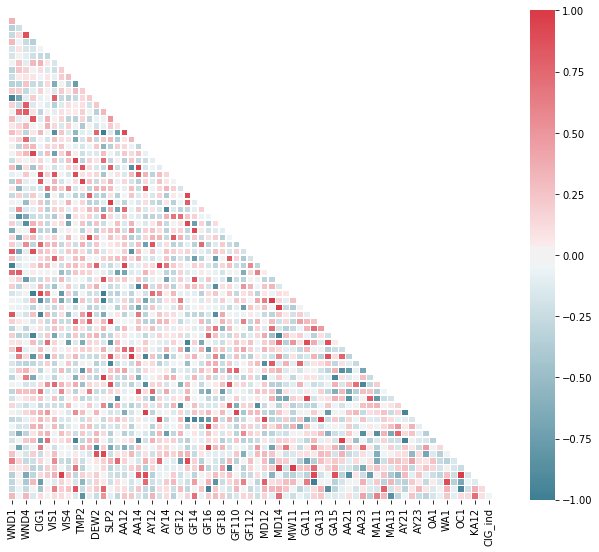 1.00
0.75
0.50
0.25
0.00
−0.25
−0.50
−0.75
−1.00
WND1
WND4
CIG1
VIS1
VIS4
TMP2
DEW2
SLP2
AA12
AA14
AY12
AY14
GF12
GF14
GF16
GF18
GF110
GF112
MD12
MD14
MW11
GA11
GA13
GA15
AA21
AA23
MA11
MA13
AY21
AY23
OA1
WA1
OC1
KA12
CIG_ind